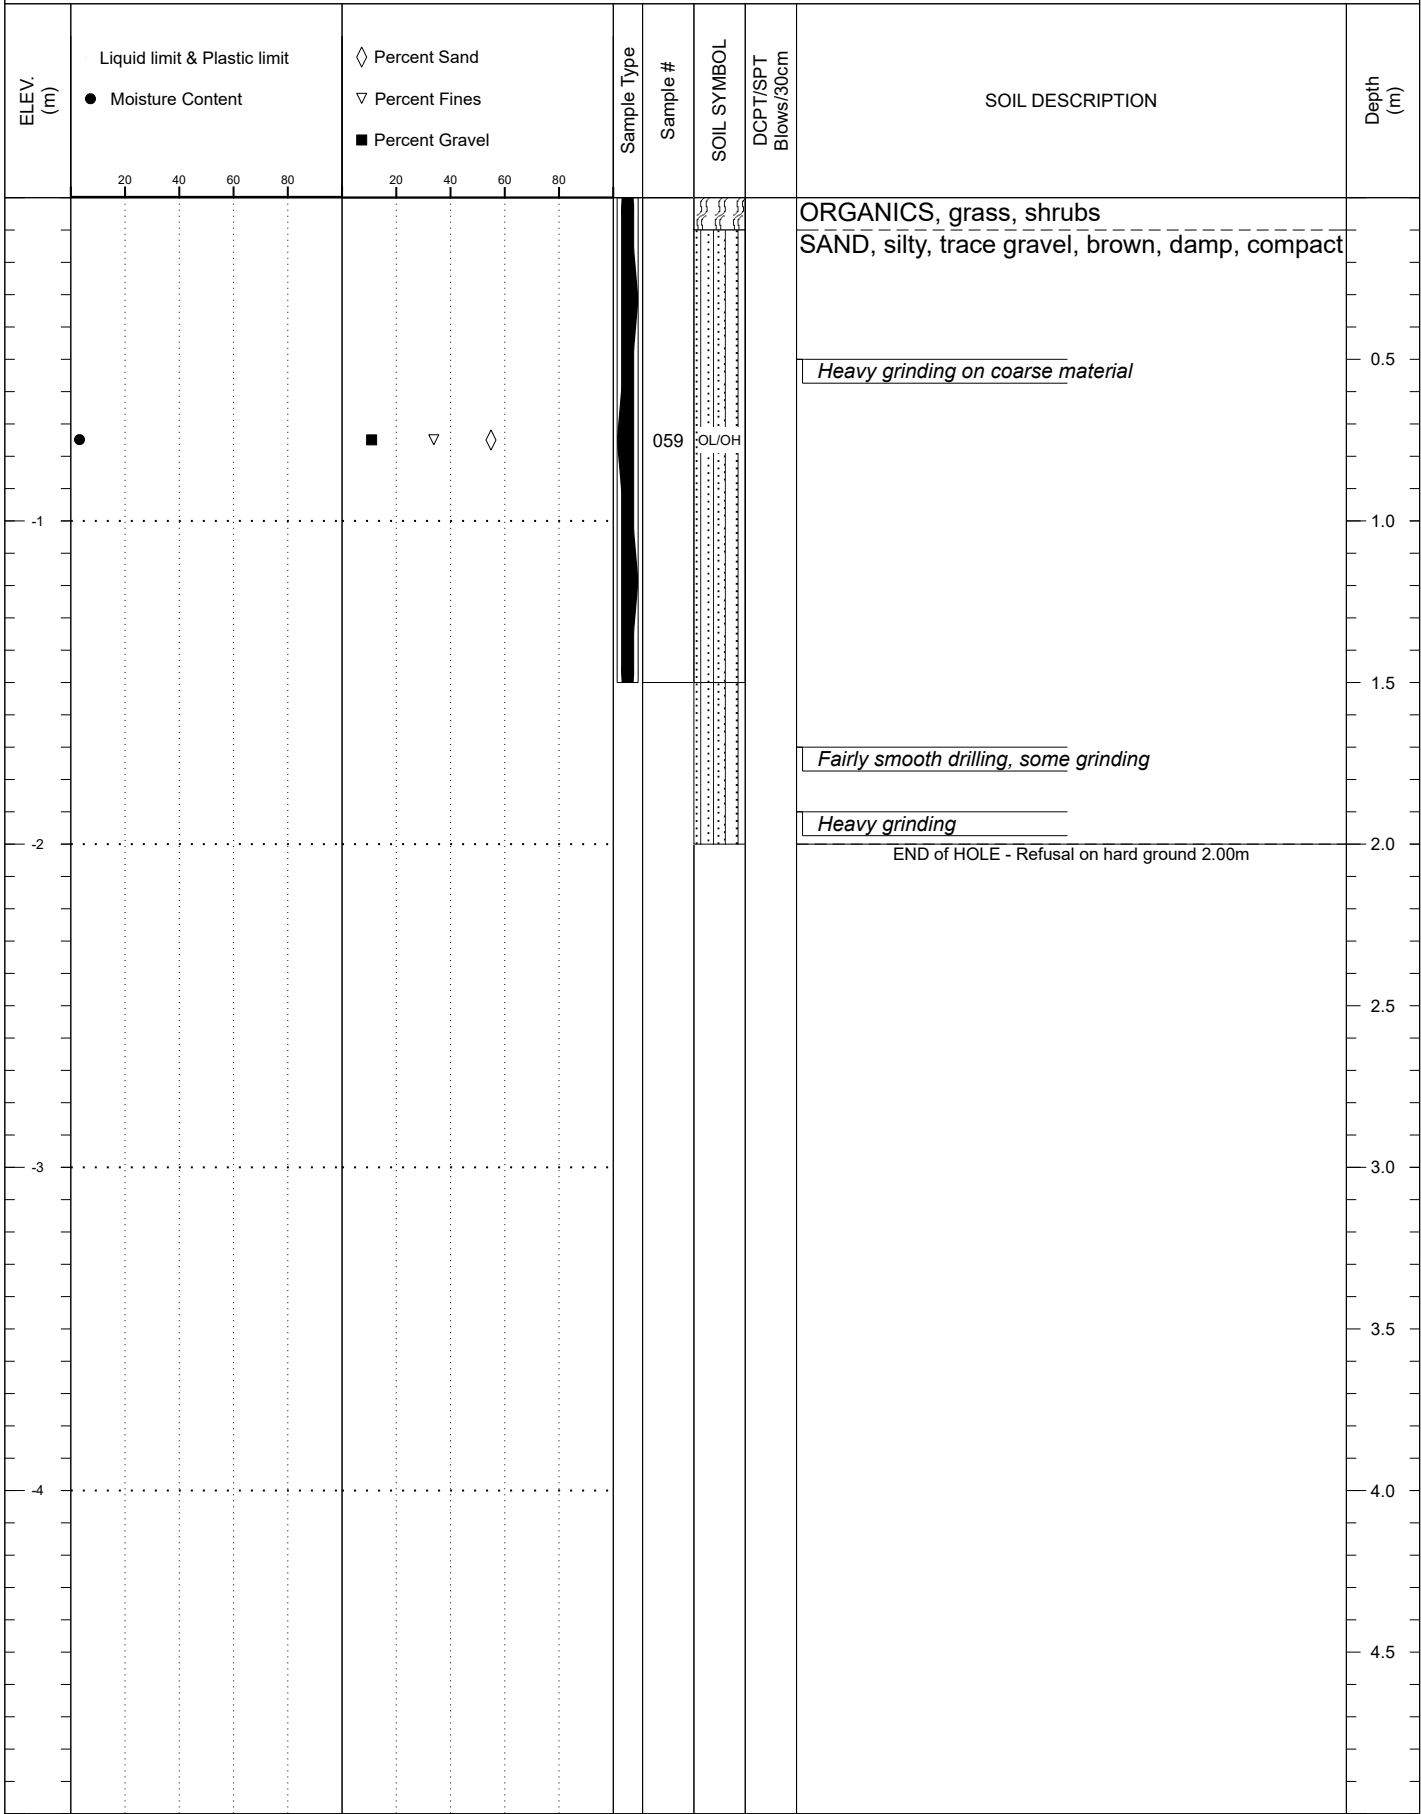 ELEV.
(m)
Liquid limit & Plastic limit
Moisture Content
Percent Sand
Percent Fines
Percent Gravel
Sample Type
Sample #
SOIL SYMBOL
DCPT/SPT
Blows/30cm
SOIL DESCRIPTION
Depth
(m)
20 40 60 80 20 40 60 80
ORGANICS, grass, shrubs
SAND, silty, trace gravel, brown, damp, compact
0.5
Heavy grinding on coarse material
059 OL/OH
-1 1.0
1.5
Fairly smooth drilling, some grinding
Heavy grinding
-2 2.0
END of HOLE - Refusal on hard ground 2.00m
2.5
-3 3.0
3.5
-4 4.0
4.5